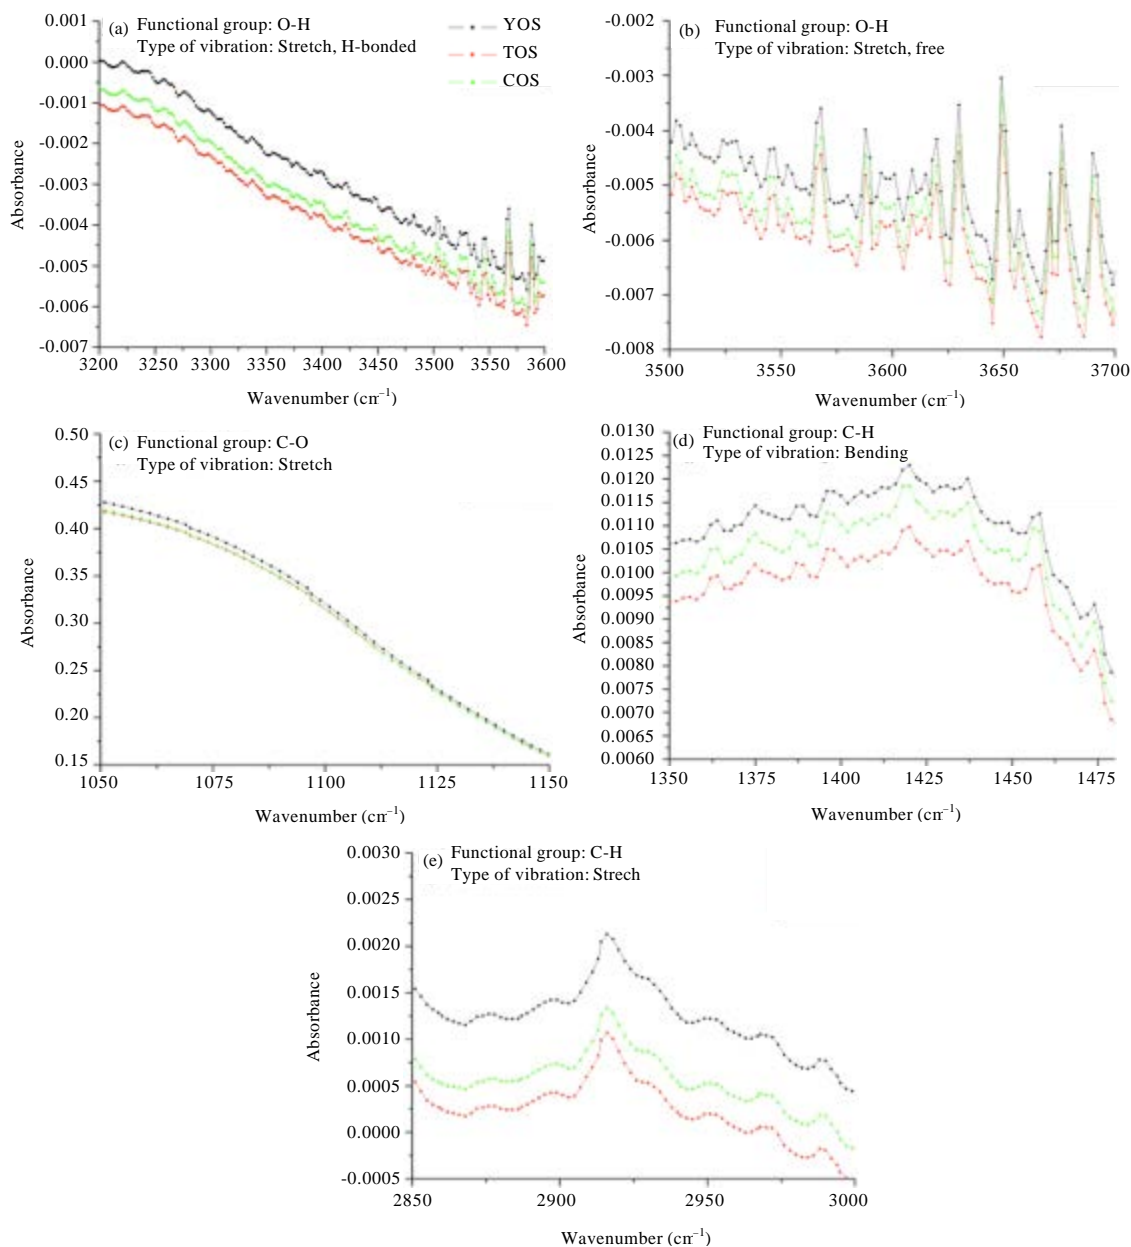 (a) Functional group: O-H
Type of vibration: Stretch, H-bonded
YOS
TOS
COS
0.001
0.000
-0.001
-0.002
-0.003
-0.004
-0.005
-0.006
-0.007
Absorbance
3200 3250 3300 3350 3400 3450 3500 3550 3600
Wavenumber (cm⁻¹)
(b) Functional group: O-H
Type of vibration: Stretch, free
-0.002
-0.003
-0.004
-0.005
-0.006
-0.007
-0.008
Absorbance
3500 3550 3600 3650 3700
Wavenumber (cm⁻¹)
(c) Functional group: C-O
Type of vibration: Stretch
0.50
0.45
0.40
0.35
0.30
0.25
0.20
0.15
Absorbance
1050 1075 1100 1125 1150
Wavenumber (cm⁻¹)
(d) Functional group: C-H
Type of vibration: Bending
0.0130
0.0125
0.0120
0.0115
0.0110
0.0105
0.0100
0.0095
0.0090
0.0085
0.0080
0.0075
0.0070
0.0065
0.0060
Absorbance
1350 1375 1400 1425 1450 1475
Wavenumber (cm⁻¹)
(e) Functional group: C-H
Type of vibration: Strech
0.0030
0.0025
0.0020
0.0015
0.0010
0.0005
0.0000
-0.0005
Absorbance
2850 2900 2950 3000
Wavenumber (cm⁻¹)